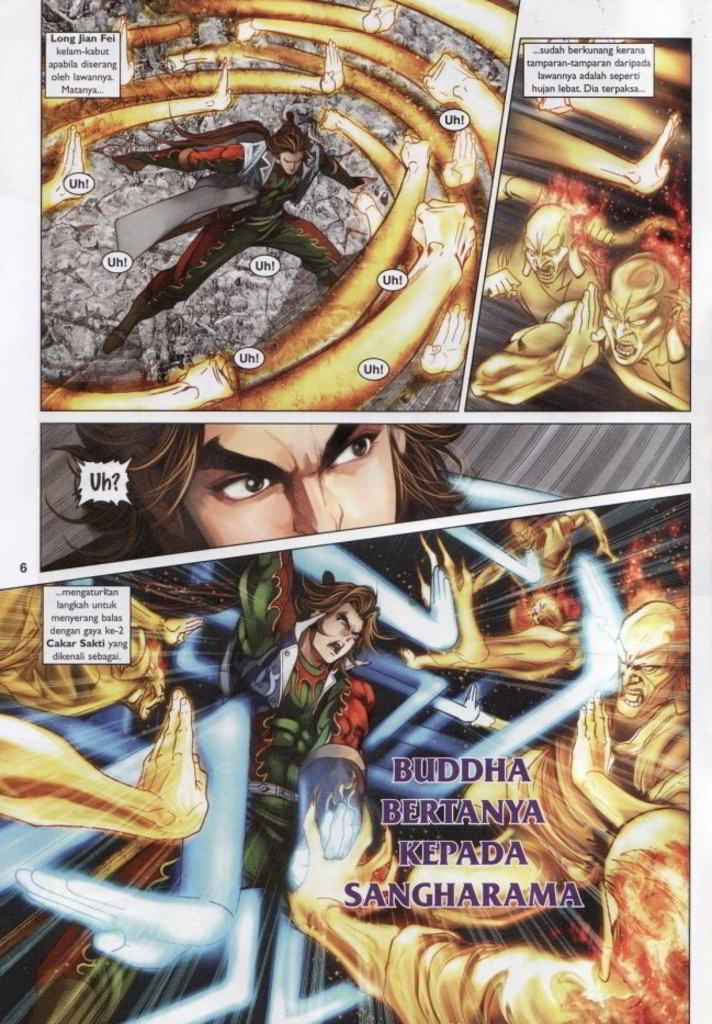 Long Jian Fei
kelam-kabut
apabila diserang
oleh lawannya.
Matanya...
...sudah berkunang kerana
tamparan-tamparan daripada
lawannya adalah seperti
hujan lebat. Dia terpaksa...
Uh!
Uh!
Uh!
Uh!
Uh!
Uh!
Uh!
Uh?
6
...mengaturkan
langkah untuk
menyerang balas
dengan gaya ke-2
Cakar Sakti yang
dikenali sebagai.
BUDDHA
BERTANYA
KEPADA
SANGHARAMA